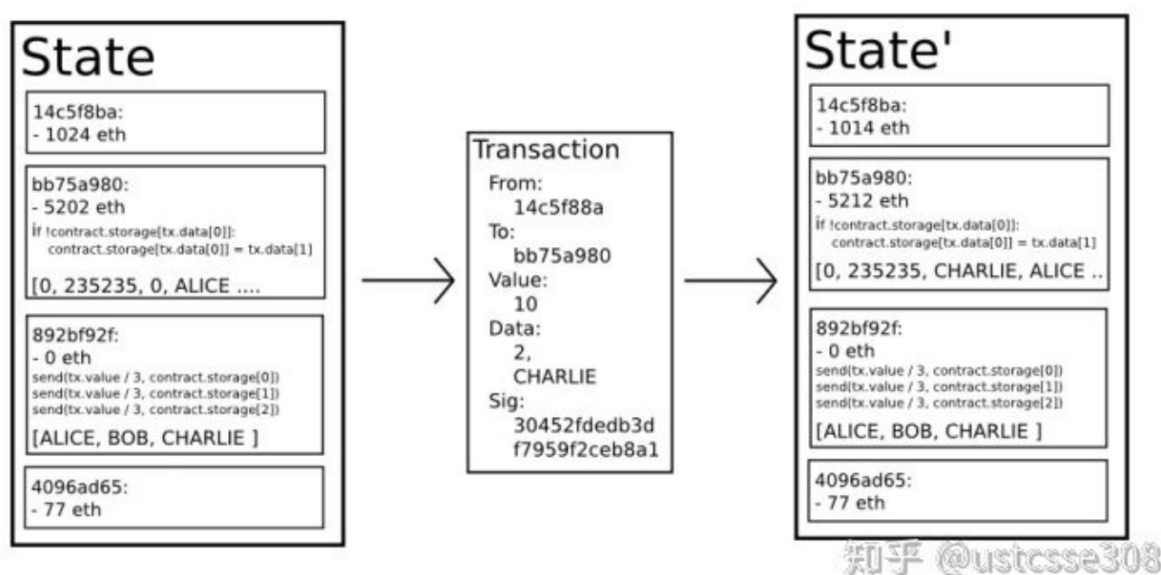 State
14c5f8ba:
- 1024 eth
bb75a980:
- 5202 eth
if !contract.storage[tx.data[0]]:
contract.storage[tx.data[0]] = tx.data[1]
[0, 235235, 0, ALICE ....
892bf92f:
- 0 eth
send(tx.value / 3, contract.storage[0])
send(tx.value / 3, contract.storage[1])
send(tx.value / 3, contract.storage[2])
[ALICE, BOB, CHARLIE ]
4096ad65:
- 77 eth
Transaction
From:
14c5f88a
To:
bb75a980
Value:
10
Data:
2,
CHARLIE
Sig:
30452fdedb3d
f7959f2ceb8a1
State'
14c5f8ba:
- 1014 eth
bb75a980:
- 5212 eth
if !contract.storage[tx.data[0]]:
contract.storage[tx.data[0]] = tx.data[1]
[0, 235235, CHARLIE, ALICE ..
892bf92f:
- 0 eth
send(tx.value / 3, contract.storage[0])
send(tx.value / 3, contract.storage[1])
send(tx.value / 3, contract.storage[2])
[ALICE, BOB, CHARLIE ]
4096ad65:
- 77 eth
知乎 @ustcsse308